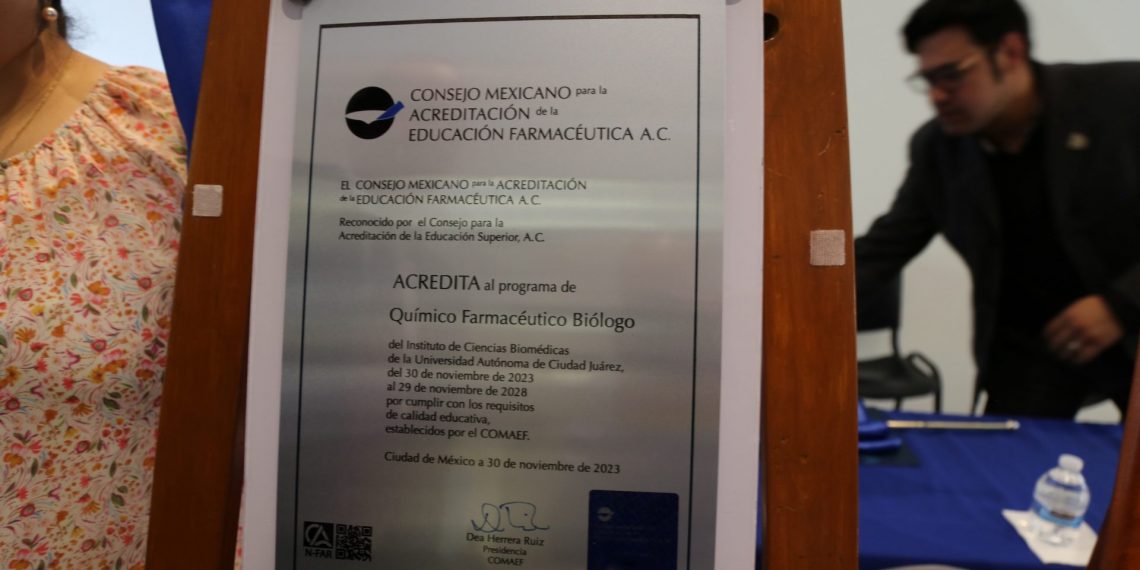 CONSEJO MEXICANO para la
ACREDITACIÓN de la
EDUCACIÓN FARMACÉUTICA A.C.
EL CONSEJO MEXICANO para la ACREDITACIÓN
de la EDUCACIÓN FARMACÉUTICA A.C.
Reconocido por el Consejo para la
Acreditación de la Educación Superior, A.C.
ACREDITA al programa de
Químico Farmacéutico Biólogo
del Instituto de Ciencias Biomédicas
de la Universidad Autónoma de Ciudad Juárez,
del 30 de noviembre de 2023
al 29 de noviembre de 2028
por cumplir con los requisitos
de calidad educativa,
establecidos por el COMAEF.
Ciudad de México a 30 de noviembre de 2023
N-FAR
Dea Herrera Ruiz
Presidencia
COMAEF